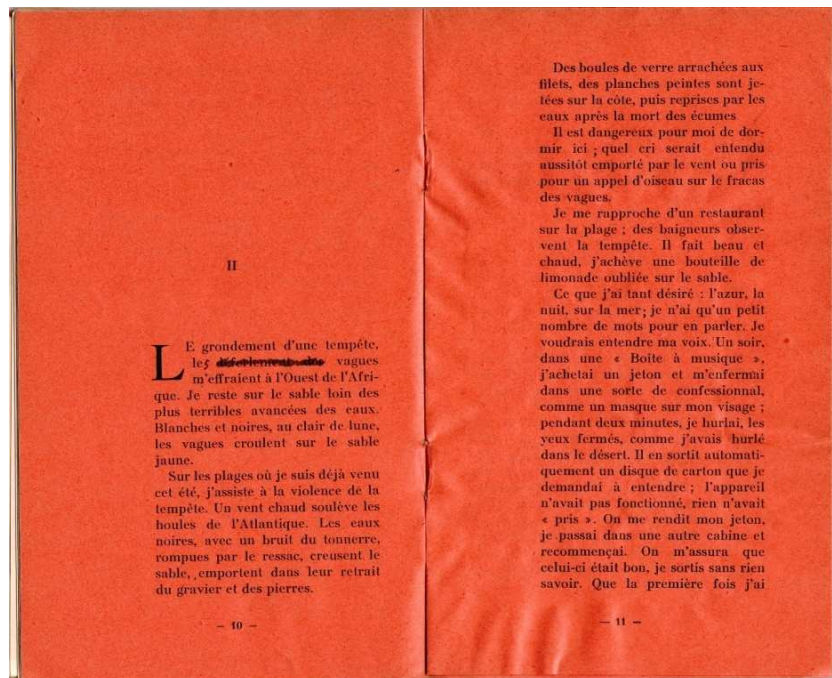 II
LE grondement d'une tempête,
les vagues
m'effraient à l'Ouest de l'Afri-
que. Je reste sur le sable loin des
plus terribles avancées des eaux.
Blanches et noires, au clair de lune,
les vagues croulent sur le sable
jaune.
Sur les plages où je suis déjà venu
cet été, j'assiste à la violence de la
tempête. Un vent chaud soulève les
houles de l'Atlantique. Les eaux
noires, avec un bruit du tonnerre,
rompues par le ressac, creusent le
sable, emportent dans leur retrait
du gravier et des pierres.
— 10 —
Des boules de verre arrachées aux
filets, des planches peintes sont je-
tées sur la côte, puis reprises par les
eaux après la mort des écumes
Il est dangereux pour moi de dor-
mir ici ; quel cri serait entendu
aussitôt emporté par le vent ou pris
pour un appel d'oiseau sur le fracas
des vagues.
Je me rapproche d'un restaurant
sur la plage ; des baigneurs obser-
vent la tempête. Il fait beau et
chaud, j'achève une bouteille de
limonade oubliée sur le sable.
Ce que j'ai tant désiré : l'azur, la
nuit, sur la mer; je n'ai qu'un petit
nombre de mots pour en parler. Je
voudrais entendre ma voix. Un soir,
dans une « Boîte à musique »,
j'achetai un jeton et m'enfermai
dans une sorte de confessionnal,
comme un masque sur mon visage ;
pendant deux minutes, je hurlai, les
yeux fermés, comme j'avais hurlé
dans le désert. Il en sortit automati-
quement un disque de carton que je
demandai à entendre ; l'appareil
n'avait pas fonctionné, rien n'avait
« pris ». On me rendit mon jeton,
je passai dans une autre cabine et
recommençai. On m'assura que
celui-ci était bon, je sortis sans rien
savoir. Que la première fois j'ai
— 11 —